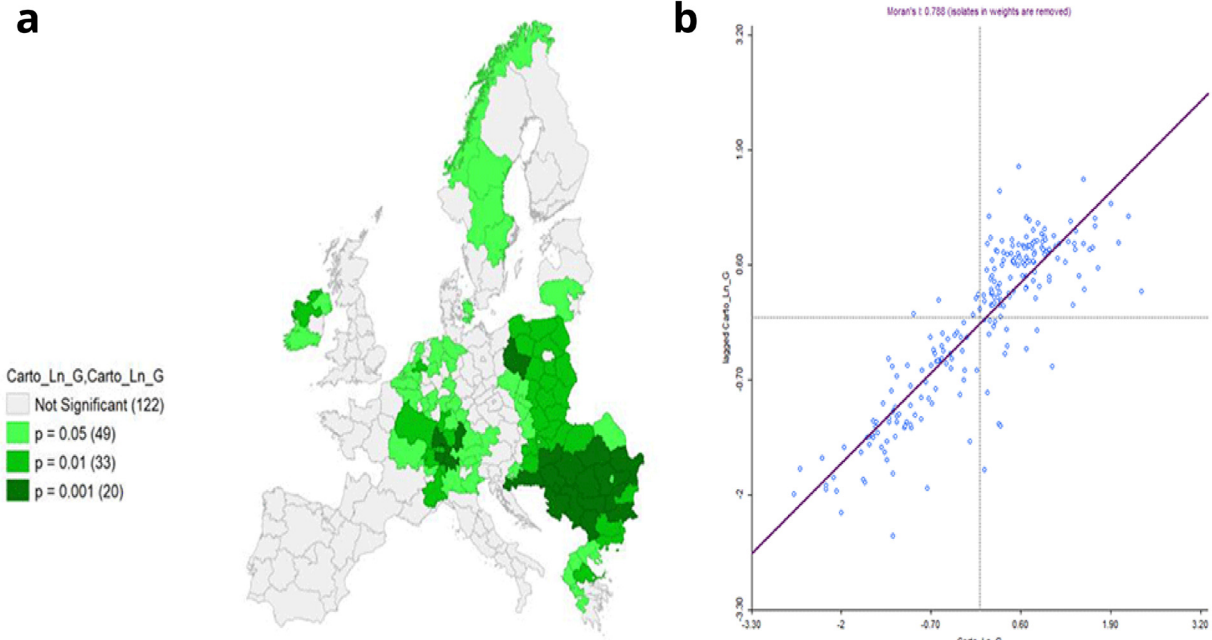 a
b
Moran's I: 0.788 (isolates in weights are removed)
Carto_Ln_G,Carto_Ln_G
Not Significant (122)
p = 0.05 (49)
p = 0.01 (33)
p = 0.001 (20)
lagged Carto_Ln_G
3.20
1.90
0.60
-0.70
-2
-3.30
-3.30
-2
-0.70
0.60
1.90
3.20